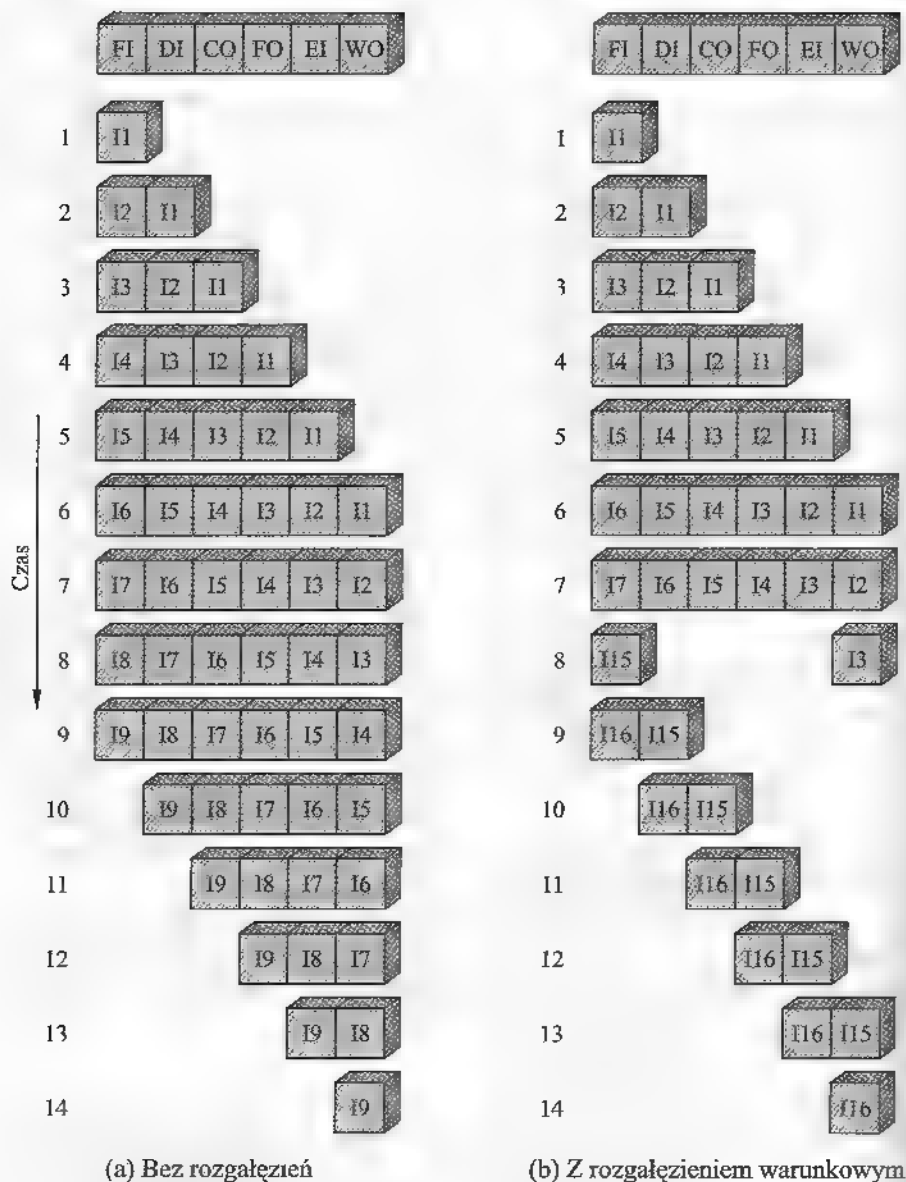 FI DI CO FO EI WO
1 I1
2 I2 I1
3 I3 I2 I1
4 I4 I3 I2 I1
5 I5 I4 I3 I2 I1
6 I6 I5 I4 I3 I2 I1
7 I7 I6 I5 I4 I3 I2
8 I8 I7 I6 I5 I4 I3
9 I9 I8 I7 I6 I5 I4
10 I9 I8 I7 I6 I5
11 I9 I8 I7 I6
12 I9 I8 I7
13 I9 I8
14 I9
Czas
(a) Bez rozgałęzień
FI DI CO FO EI WO
1 I1
2 I2 I1
3 I3 I2 I1
4 I4 I3 I2 I1
5 I5 I4 I3 I2 I1
6 I6 I5 I4 I3 I2 I1
7 I7 I6 I5 I4 I3 I2
8 I15 I3
9 I16 I15
10 I16 I15
11 I16 I15
12 I16 I15
13 I16 I15
14 I16
(b) Z rozgałęzieniem warunkowym